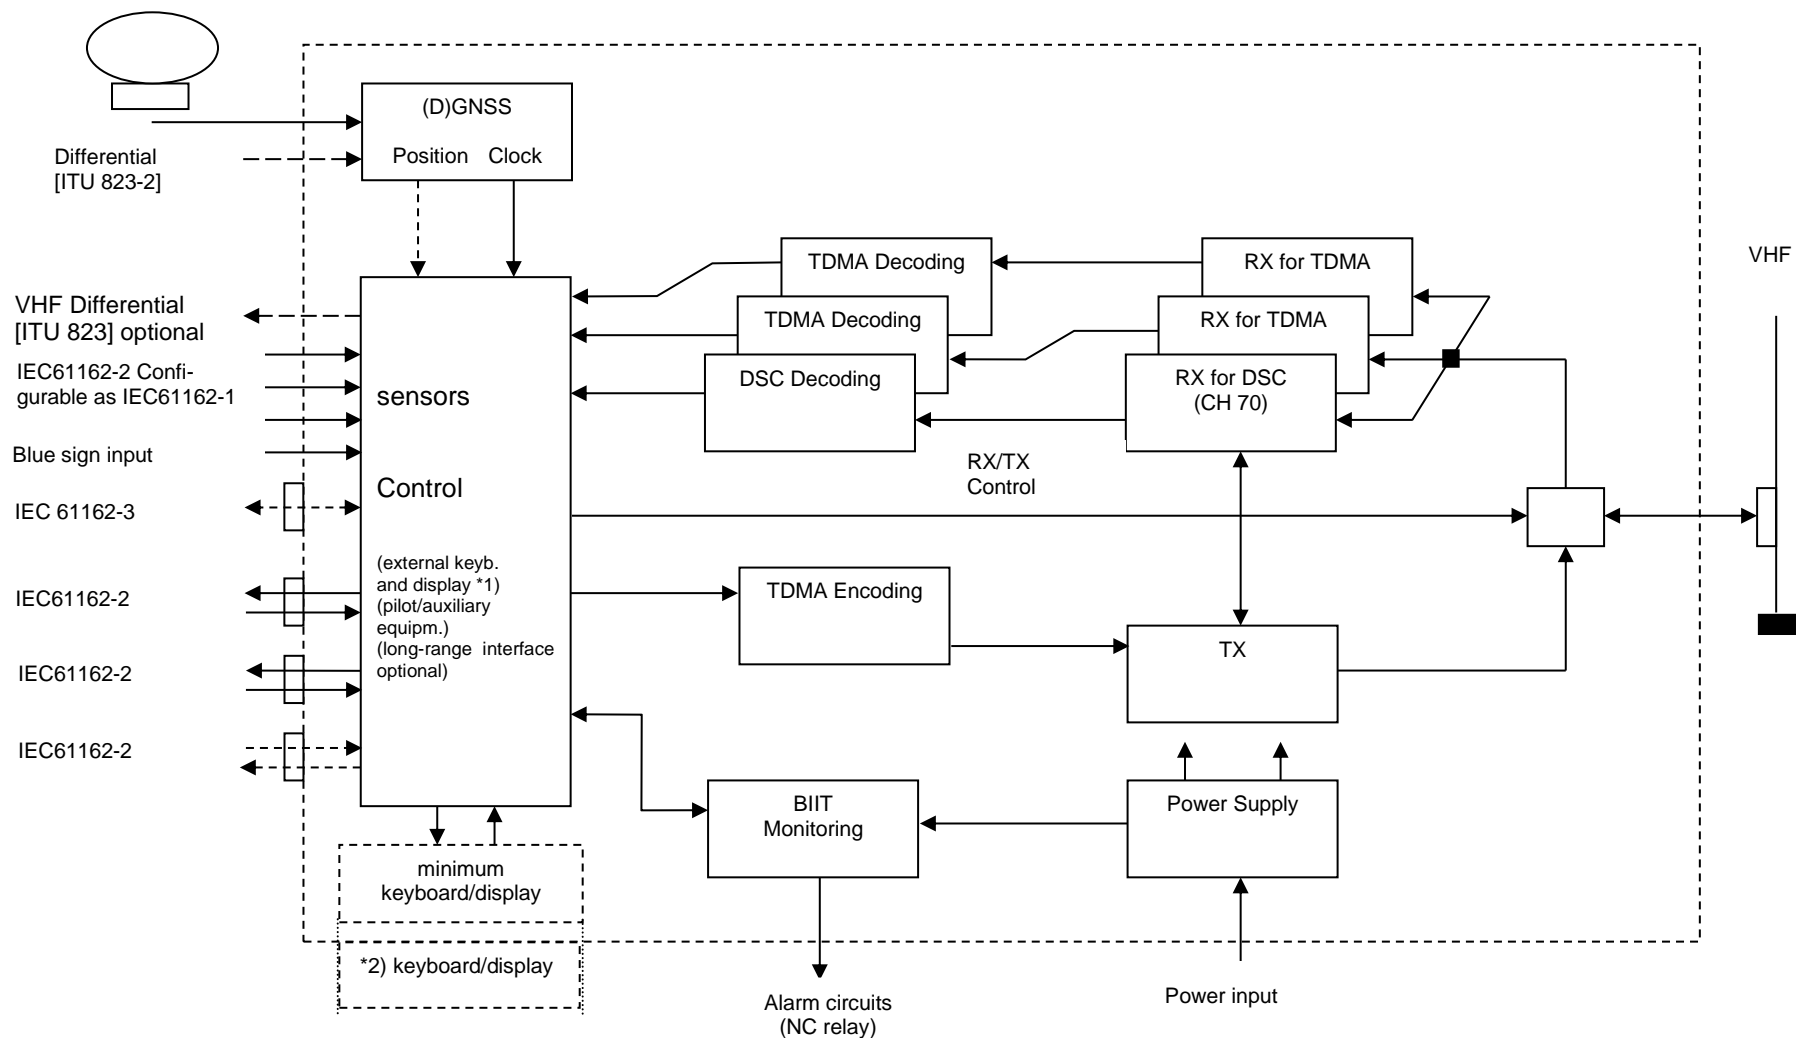 (D)GNSS
Position Clock
Differential
[ITU 823-2]
VHF Differential
[ITU 823] optional
IEC61162-2 Confi-
gurable as IEC61162-1
Blue sign input
IEC 61162-3
IEC61162-2
IEC61162-2
IEC61162-2
sensors
Control
(external keyb.
and display *1)
(pilot/auxiliary
equipm.)
(long-range interface
optional)
minimum
keyboard/display
*2) keyboard/display
TDMA Decoding
TDMA Decoding
DSC Decoding
RX for TDMA
RX for TDMA
RX for DSC
(CH 70)
RX/TX
Control
TDMA Encoding
TX
BIIT
Monitoring
Power Supply
Alarm circuits
(NC relay)
Power input
VHF